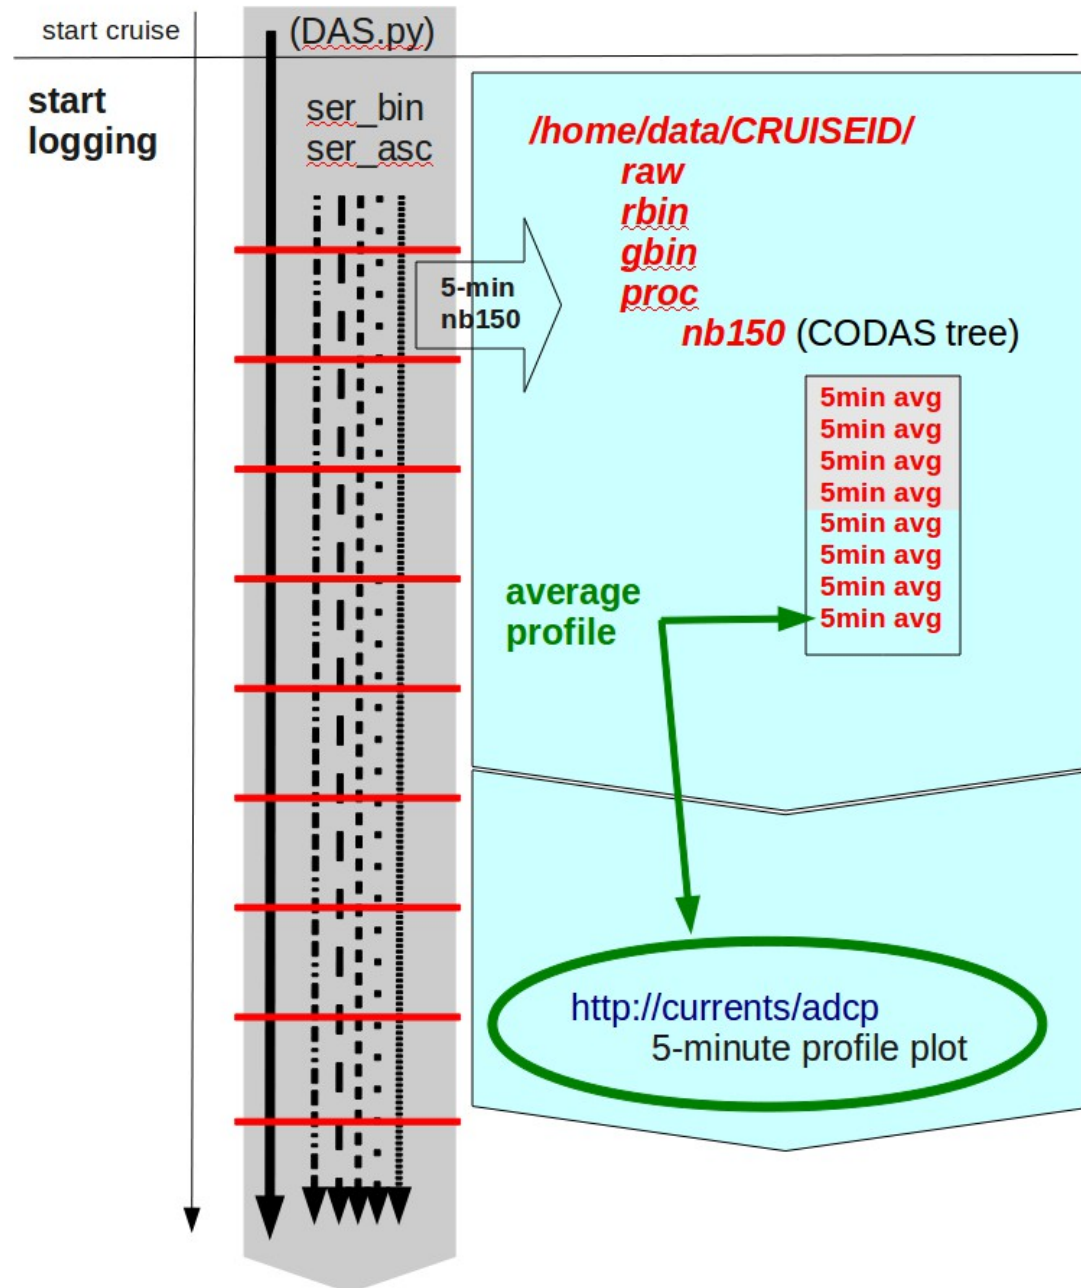 start cruise
(DAS.py)
start
logging
ser_bin
ser_asc
/home/data/CRUISEID/
raw
rbin
gbin
proc
nb150 (CODAS tree)
5-min
nb150
5min avg
5min avg
5min avg
5min avg
5min avg
5min avg
5min avg
5min avg
average
profile
http://currents/adcp
5-minute profile plot